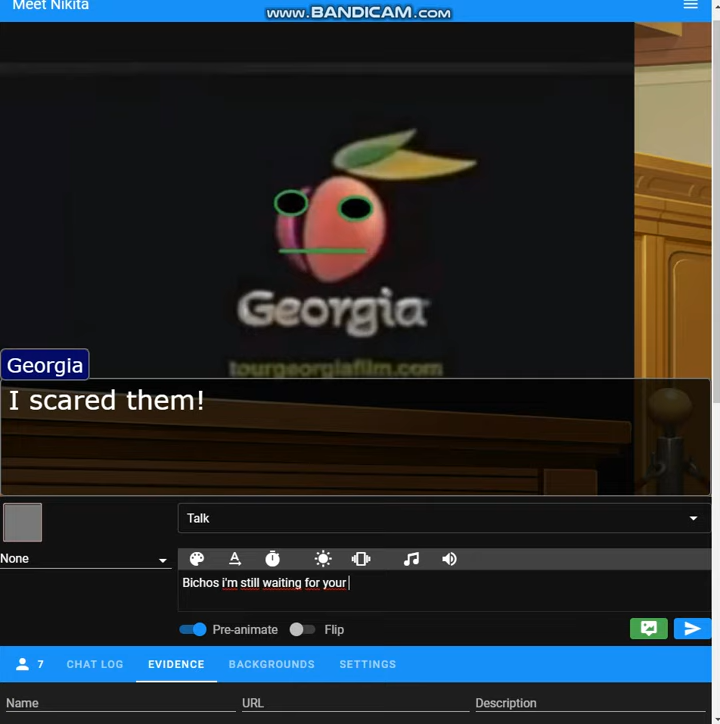 Meet Nikita
www.BANDICAM.com
Georgia
tourgeorgiafilm.com
Georgia
I scared them!
Talk
None
Bichos i'm still waiting for your
Pre-animate
Flip
7
CHAT LOG
EVIDENCE
BACKGROUNDS
SETTINGS
Name
URL
Description